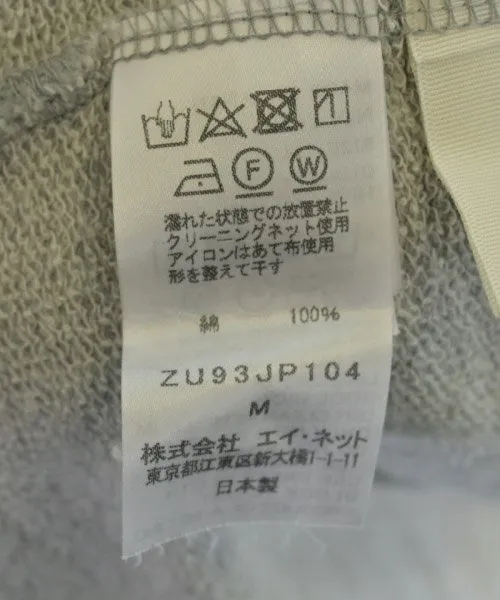 F W
濡れた状態での放置禁止
クリーニングネット使用
アイロンはあて布使用
形を整えて干す
綿 100%
ZU93JP104
M
株式会社 エイ・ネット
東京都江東区新大橋1-1-11
日本製